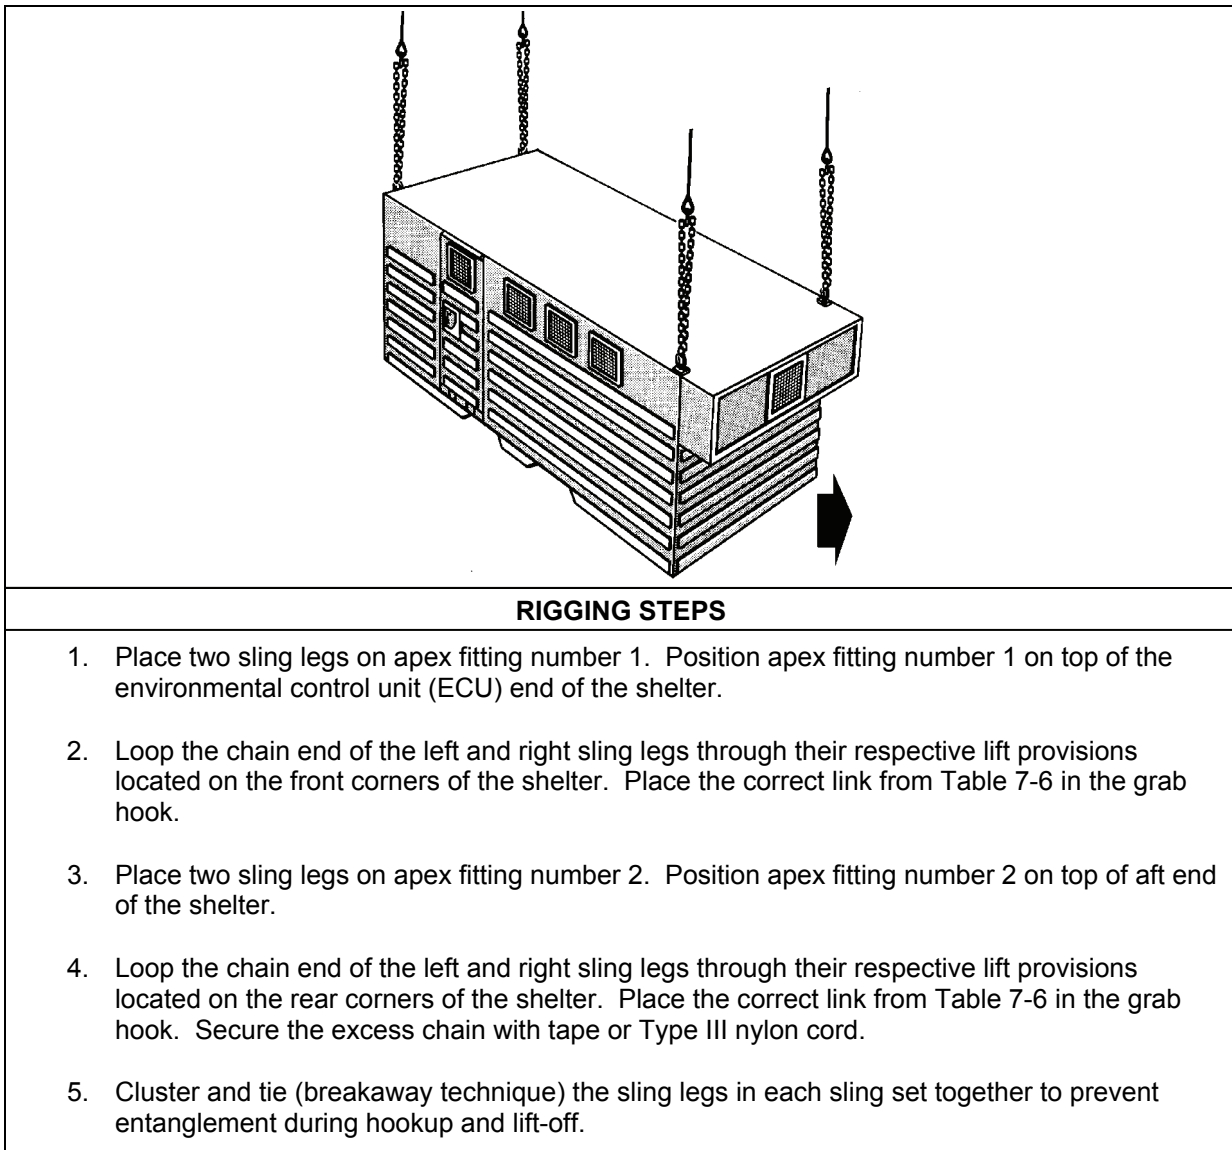 RIGGING STEPS
1. Place two sling legs on apex fitting number 1. Position apex fitting number 1 on top of the
environmental control unit (ECU) end of the shelter.
2. Loop the chain end of the left and right sling legs through their respective lift provisions
located on the front corners of the shelter. Place the correct link from Table 7-6 in the grab
hook.
3. Place two sling legs on apex fitting number 2. Position apex fitting number 2 on top of aft end
of the shelter.
4. Loop the chain end of the left and right sling legs through their respective lift provisions
located on the rear corners of the shelter. Place the correct link from Table 7-6 in the grab
hook. Secure the excess chain with tape or Type III nylon cord.
5. Cluster and tie (breakaway technique) the sling legs in each sling set together to prevent
entanglement during hookup and lift-off.